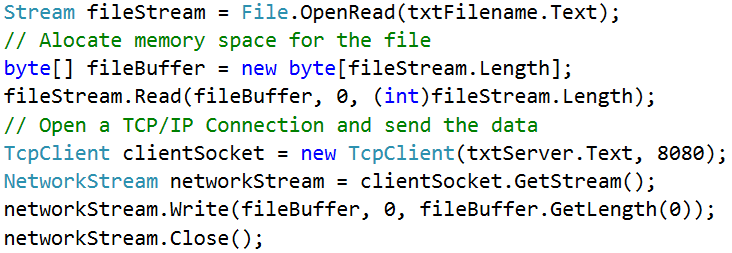 Stream fileStream = File.OpenRead(txtFilename.Text);
// Alocate memory space for the file
byte[] fileBuffer = new byte[fileStream.Length];
fileStream.Read(fileBuffer, 0, (int)fileStream.Length);
// Open a TCP/IP Connection and send the data
TcpClient clientSocket = new TcpClient(txtServer.Text, 8080);
NetworkStream networkStream = clientSocket.GetStream();
networkStream.Write(fileBuffer, 0, fileBuffer.GetLength(0));
networkStream.Close();